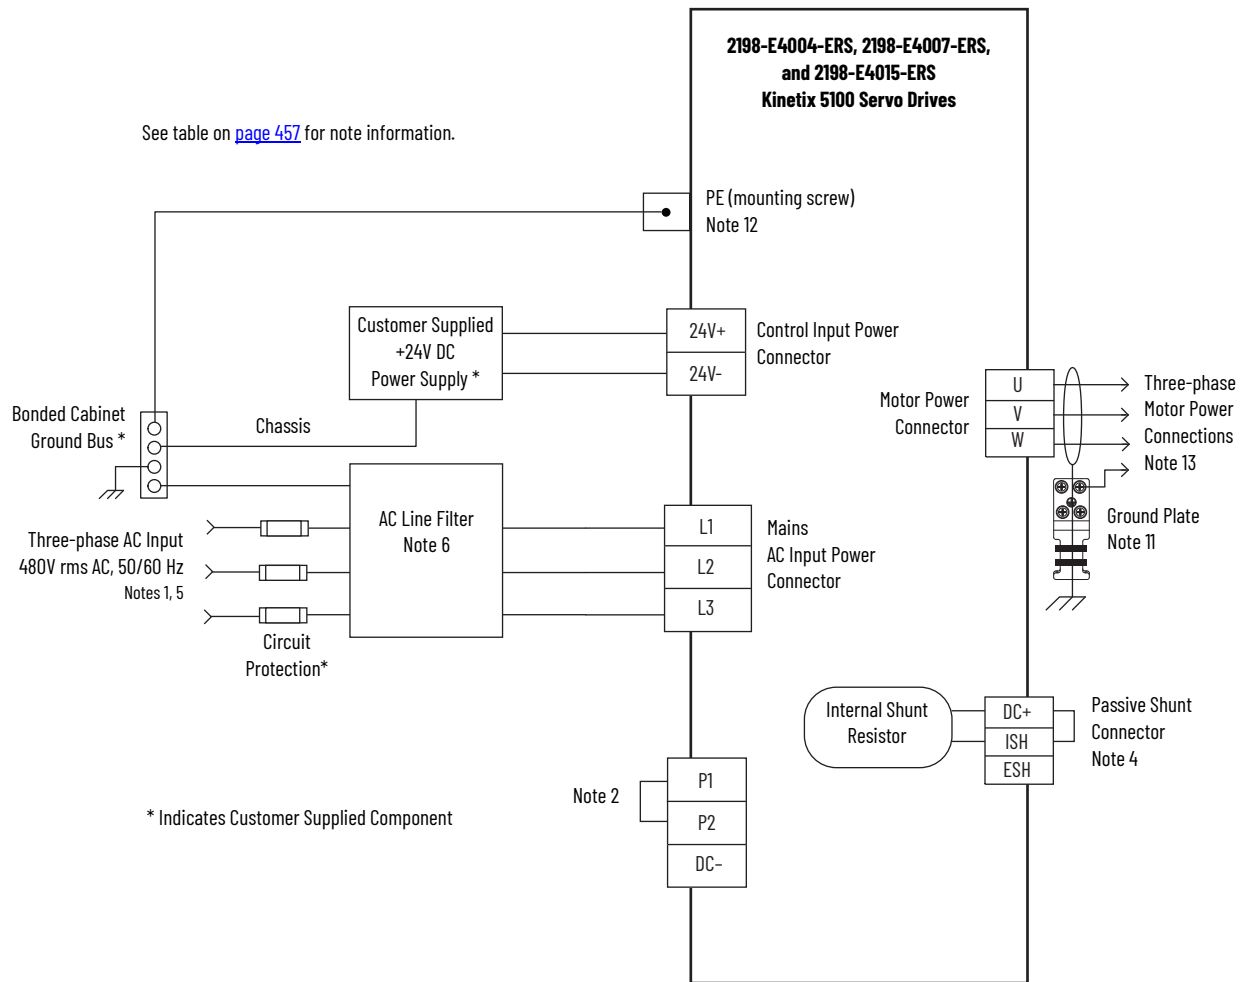 2198-E4004-ERS, 2198-E4007-ERS,
and 2198-E4015-ERS
Kinetix 5100 Servo Drives
See table on page 457 for note information.
PE (mounting screw)
Note 12
Customer Supplied
+24V DC
Power Supply *
24V+
24V-
Control Input Power
Connector
Motor Power
Connector
U
V
W
Three-phase
Motor Power
Connections
Note 13
Bonded Cabinet
Ground Bus *
Chassis
AC Line Filter
Note 6
Three-phase AC Input
480V rms AC, 50/60 Hz
Notes 1, 5
Circuit
Protection*
L1
L2
L3
Mains
AC Input Power
Connector
Ground Plate
Note 11
Internal Shunt
Resistor
DC+
ISH
ESH
Passive Shunt
Connector
Note 4
Note 2
P1
P2
DC–
* Indicates Customer Supplied Component